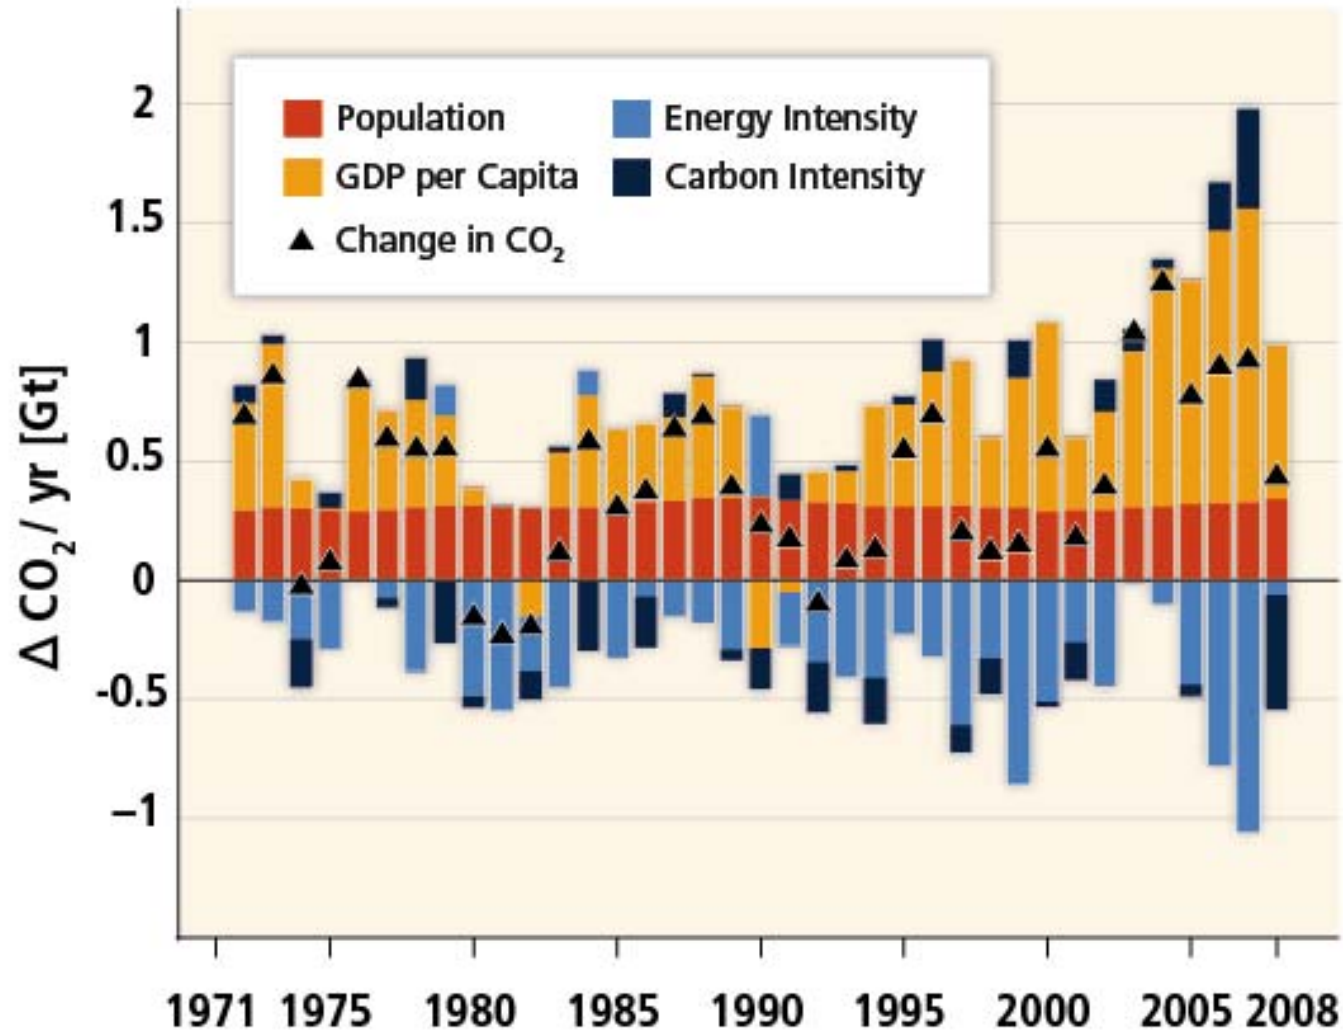 Population
Energy Intensity
GDP per Capita
Carbon Intensity
Change in CO₂
Δ CO₂/ yr [Gt]
2
1.5
1
0.5
0
-0.5
−1
1971 1975 1980 1985 1990 1995 2000 2005 2008